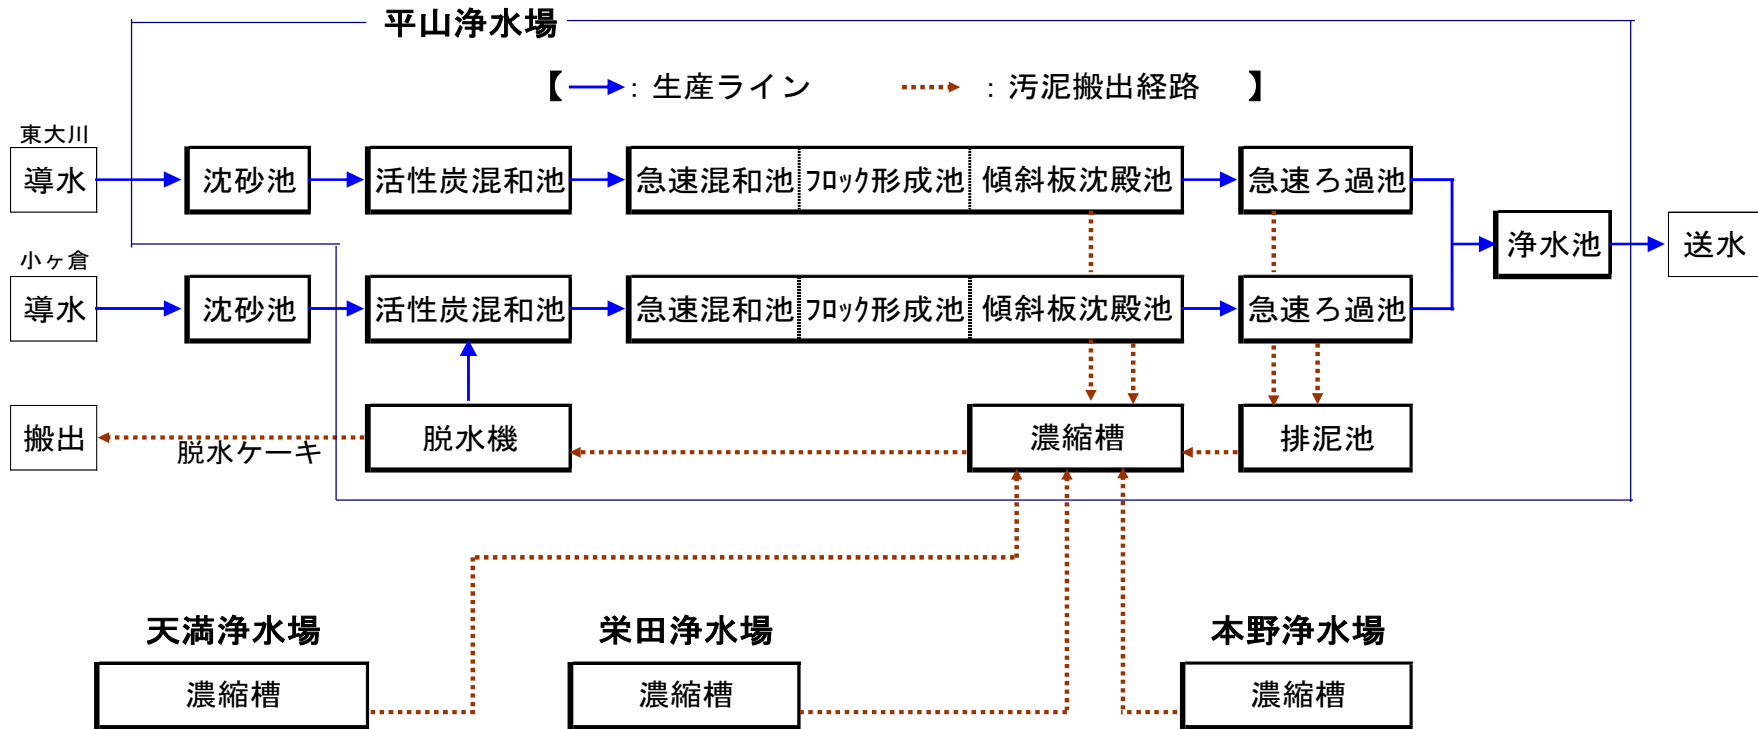 平山浄水場
【 : 生産ライン : 汚泥搬出経路 】
東大川
導水 沈砂池 活性炭混和池 急速混和池 フロック形成池 傾斜板沈殿池 急速ろ過池
浄水池 送水
小ヶ倉
導水 沈砂池 活性炭混和池 急速混和池 フロック形成池 傾斜板沈殿池 急速ろ過池
搬出 脱水ケーキ 脱水機 濃縮槽 排泥池
天満浄水場 栄田浄水場 本野浄水場
濃縮槽 濃縮槽 濃縮槽